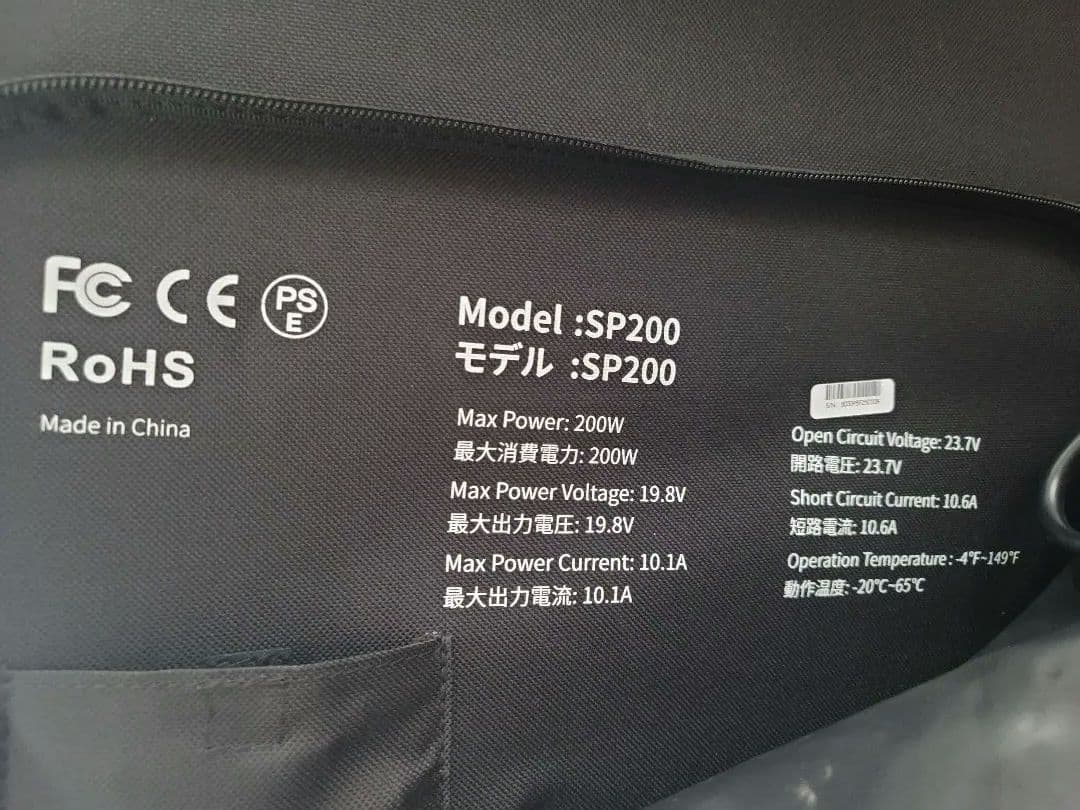 FC CE PSE
RoHS
Made in China
Model :SP200
モデル :SP200
Max Power: 200W
最大消費電力: 200W
Max Power Voltage: 19.8V
最大出力電圧: 19.8V
Max Power Current: 10.1A
最大出力電流: 10.1A
S/N:
Open Circuit Voltage: 23.7V
開路電圧: 23.7V
Short Circuit Current: 10.6A
短路電流: 10.6A
Operation Temperature : -4°F~149°F
動作温度: -20℃~65℃